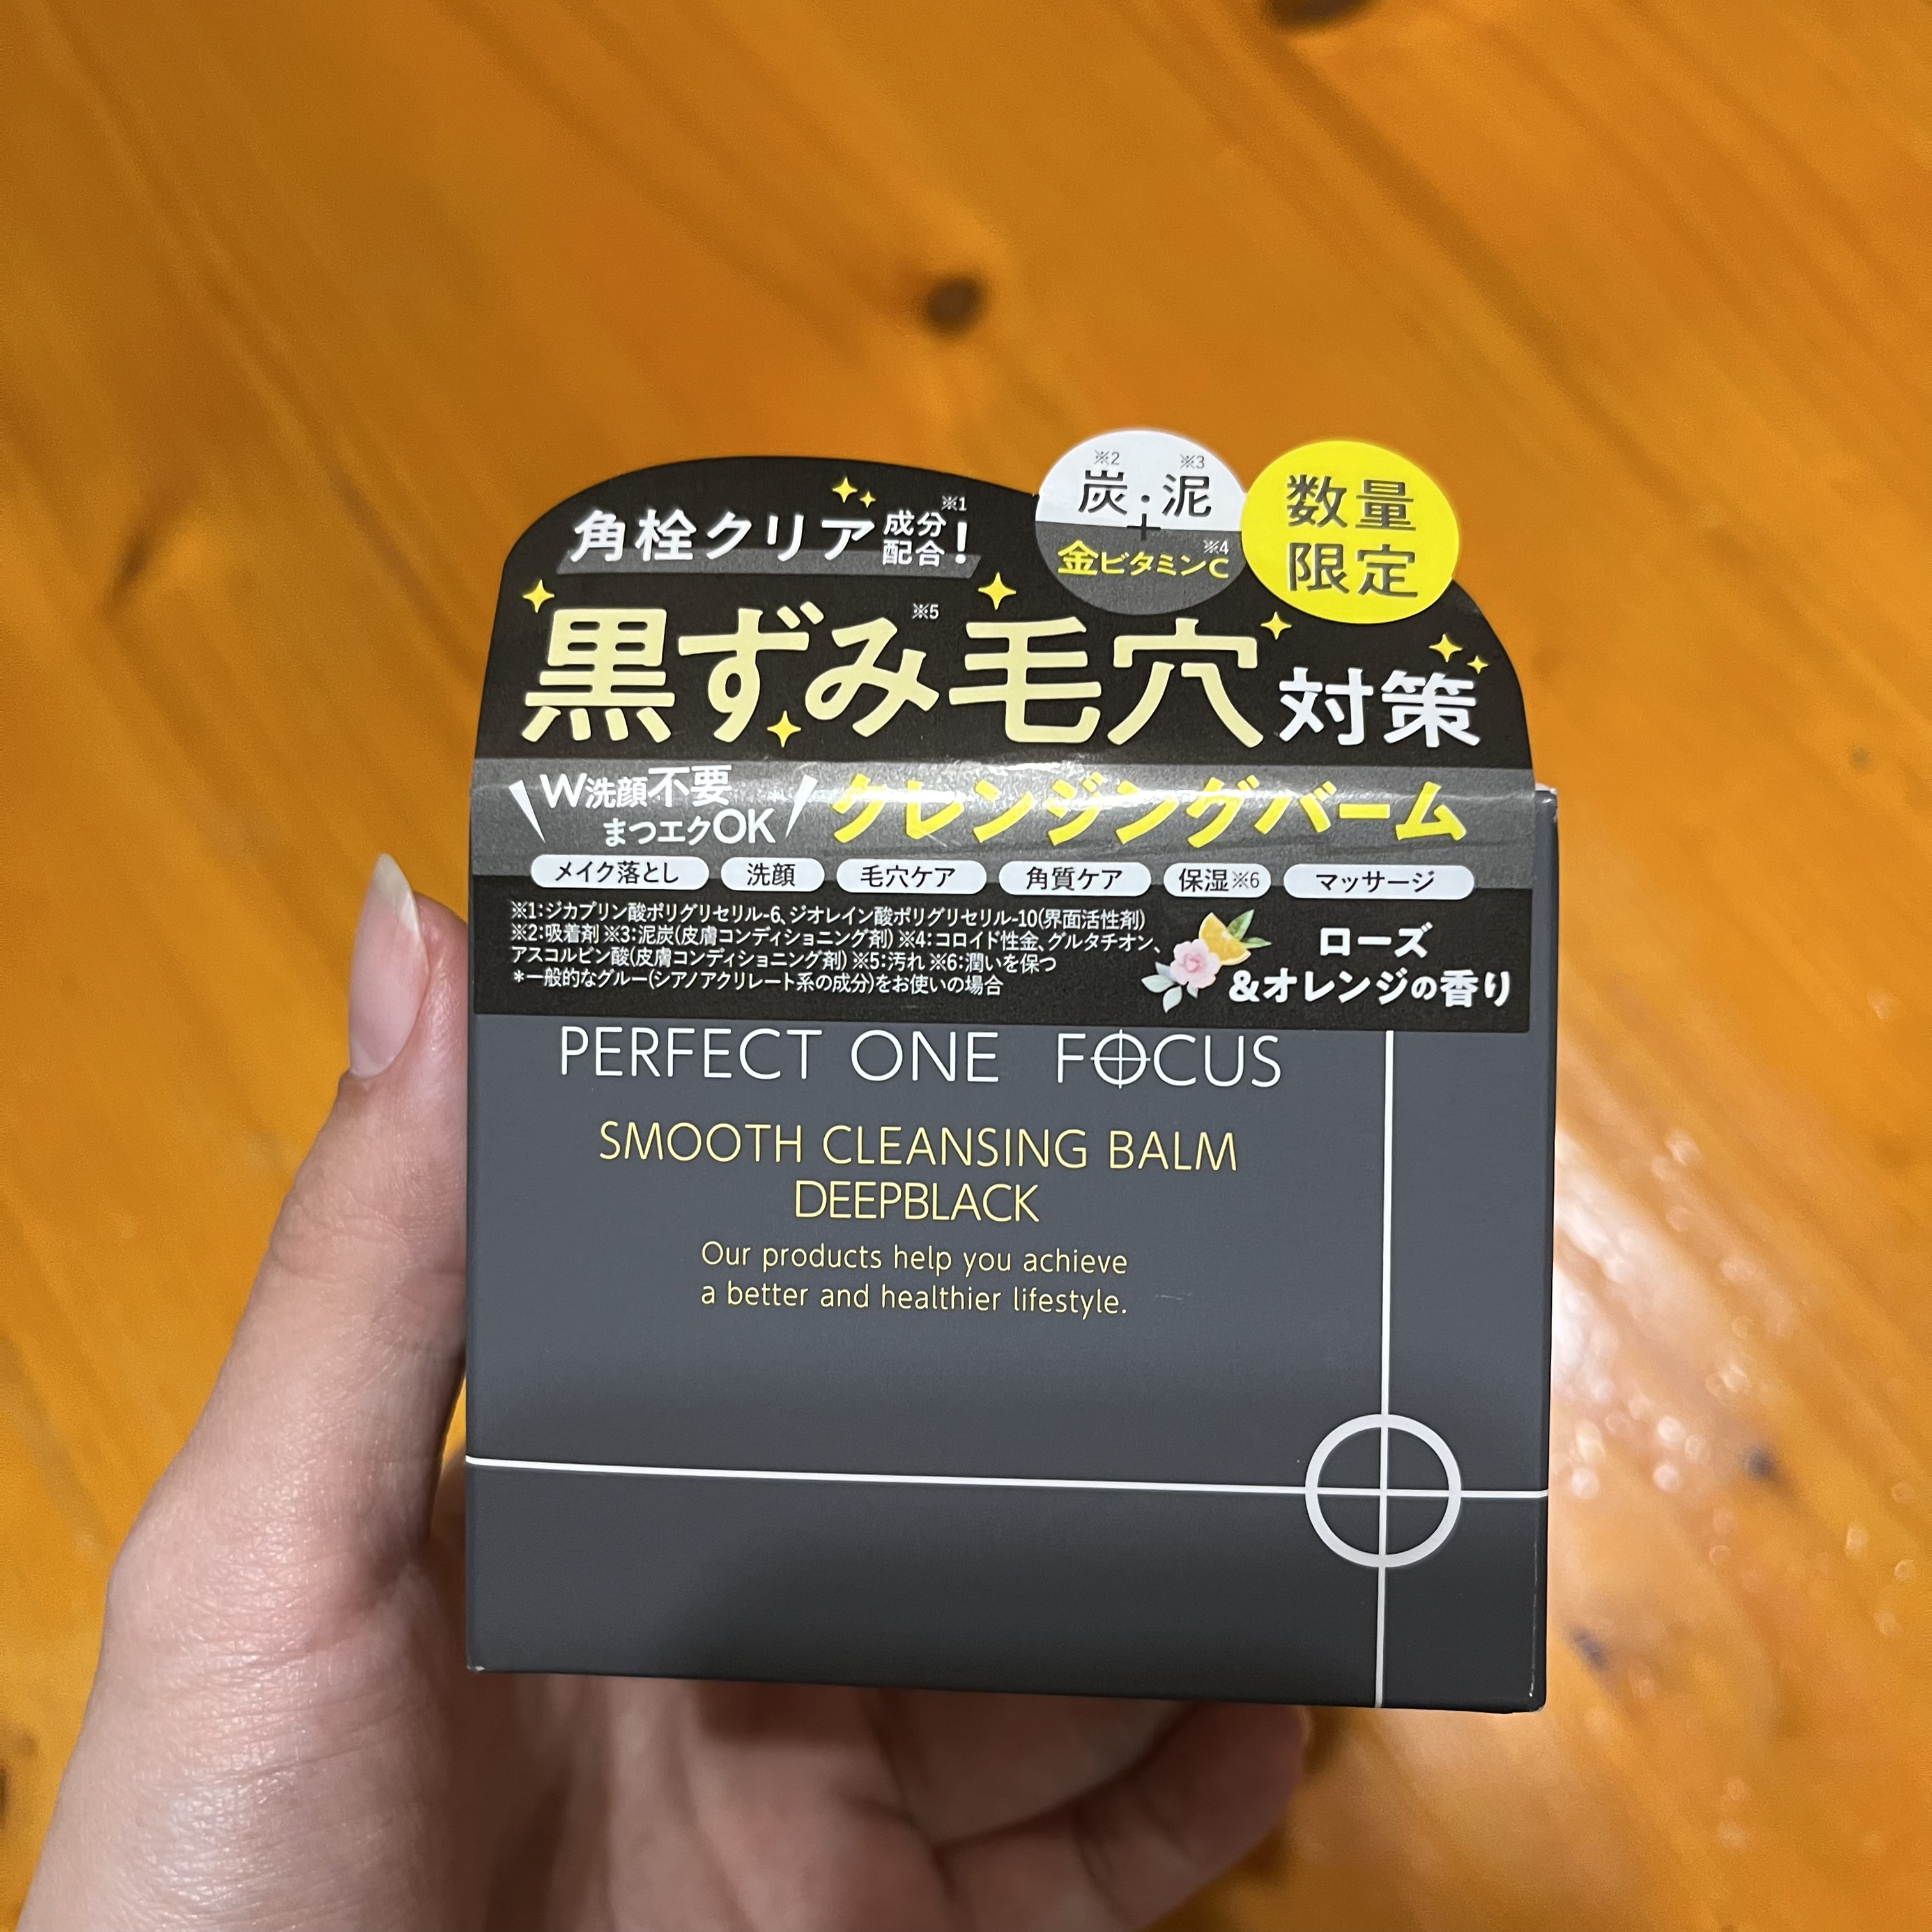 角栓クリア成分配合※1!
※2 ※3
炭・泥
+
金ビタミンC※4
数量
限定
黒ずみ※5毛穴対策
W洗顔不要
まつエクOK
クレンジングバーム
メイク落とし 洗顔 毛穴ケア 角質ケア 保湿※6 マッサージ
※1:ジカプリン酸ポリグリセリル-6、ジオレイン酸ポリグリセリル-10(界面活性剤)
※2:吸着剤 ※3:泥炭(皮膚コンディショニング剤) ※4:コロイド性金、グルタチオン、
アスコルビン酸(皮膚コンディショニング剤) ※5:汚れ ※6:潤いを保つ
*一般的なグルー(シアノアクリレート系の成分)をお使いの場合
ローズ
&オレンジの香り
PERFECT ONE FOCUS
SMOOTH CLEANSING BALM
DEEPBLACK
Our products help you achieve
a better and healthier lifestyle.